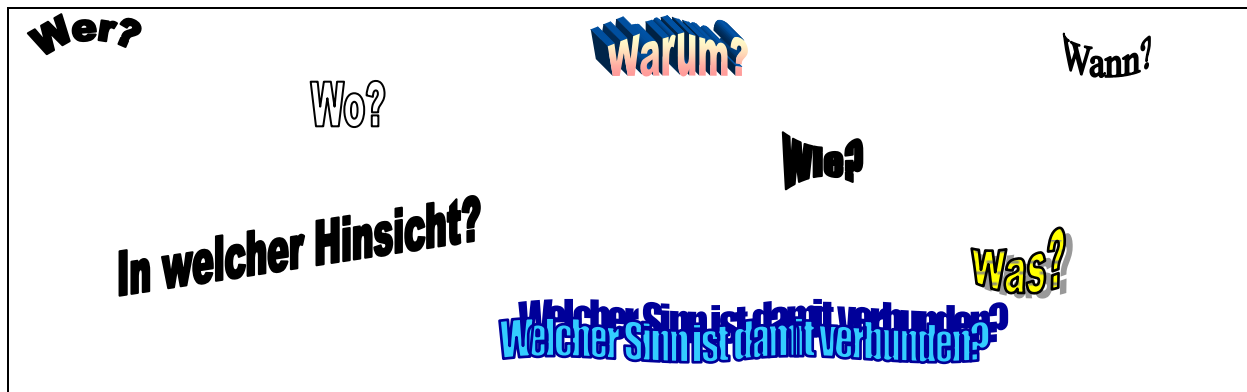 Wer?
Warum?
Wann?
Wo?
Wie?
In welcher Hinsicht?
Was?
Welcher Sinn ist damit verbunden?